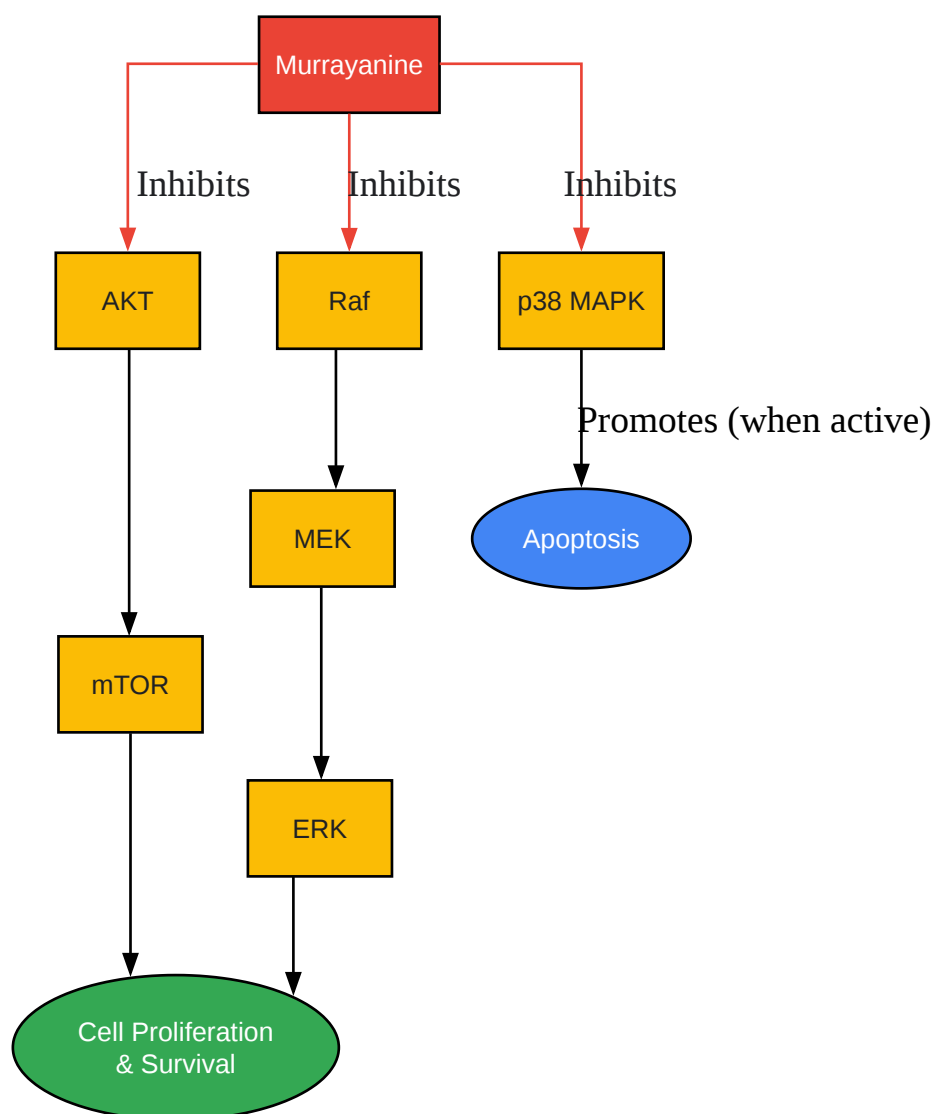 Murrayanine
Inhibits
Inhibits
Inhibits
AKT
Raf
p38 MAPK
Promotes (when active)
MEK
Apoptosis
mTOR
ERK
Cell Proliferation
& Survival